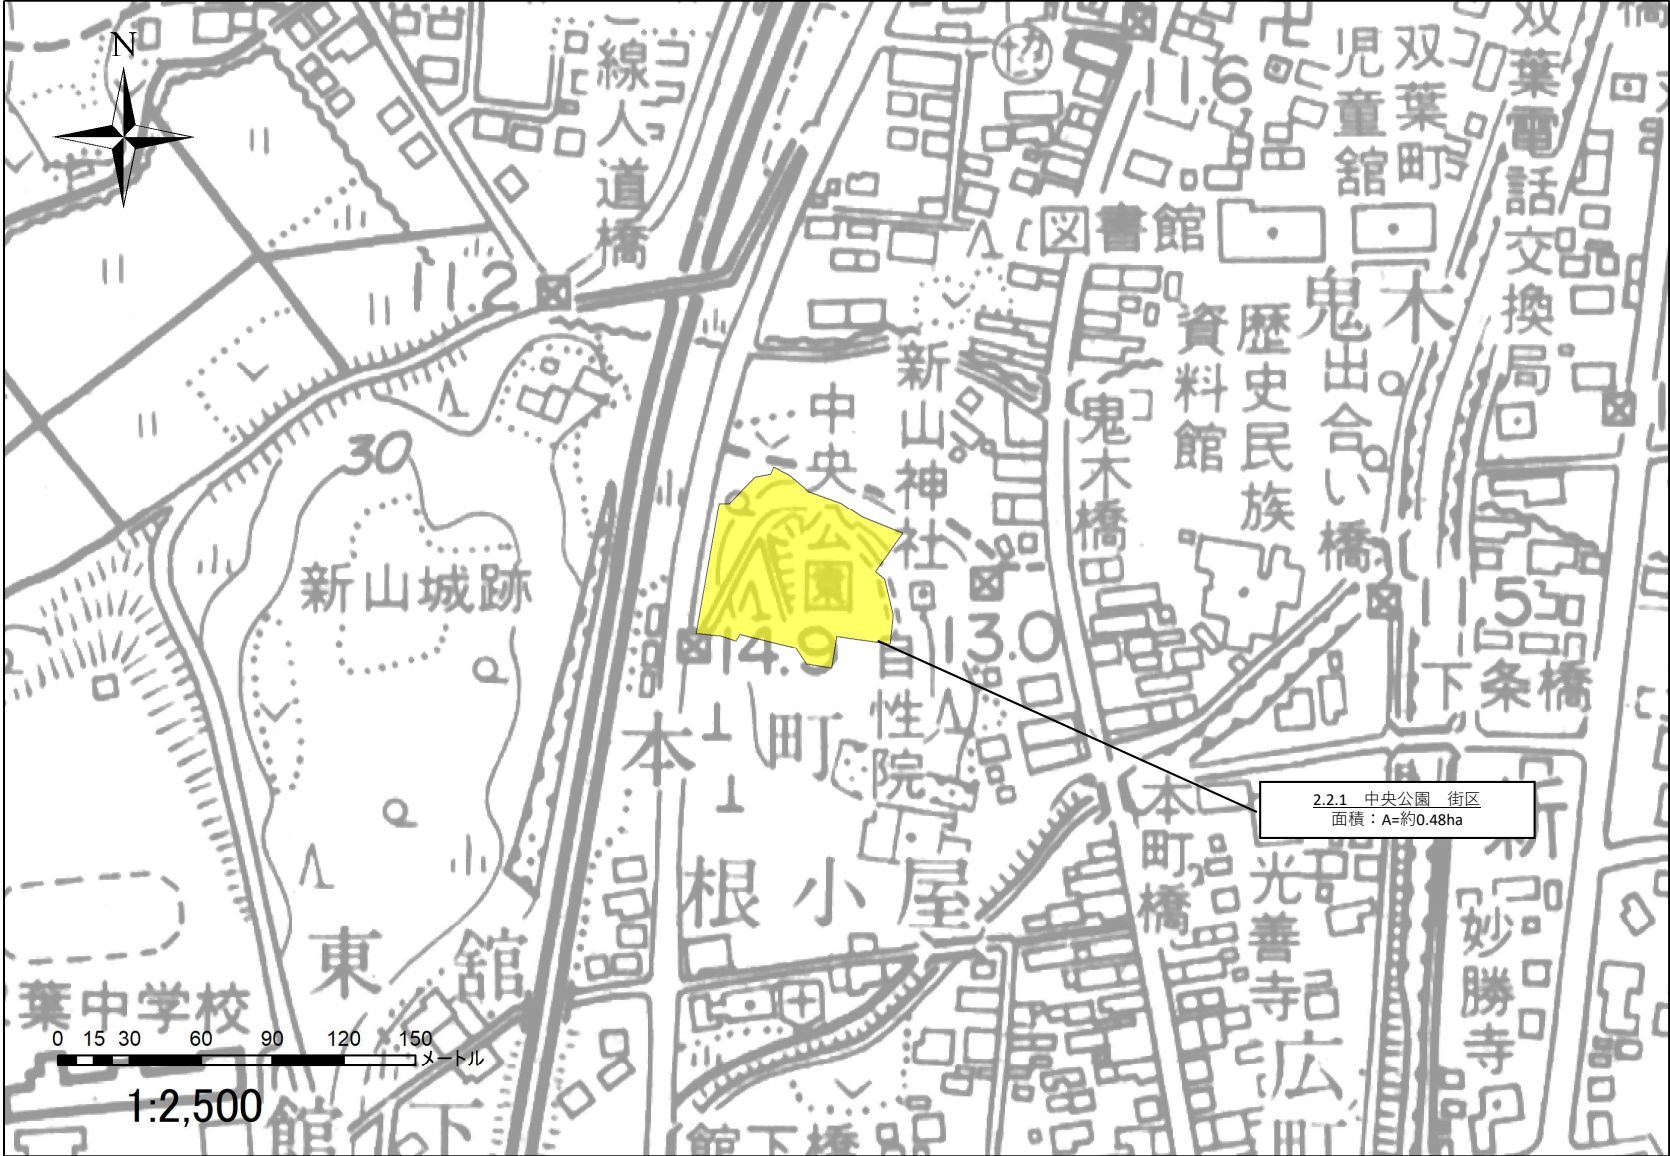 N
線人道橋
協
11.6
児童館
双葉町
双葉電話交換局
図書館
11.2
鬼木
資料館
歴史民族
鬼出合い橋
新山神社
中央
公園
鬼木橋
30
新山城跡
14.9
13.0
11.5
下条橋
自性院
本町
2.2.1 中央公園 街区
面積：A=約0.48ha
本町橋
新
根小屋
光善寺
妙勝寺
東舘
葉中学校
広町
0 15 30 60 90 120 150
メートル
1:2,500
舘下
舘下橋